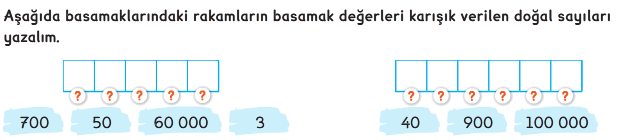 Aşağıda basamaklarındaki rakamların basamak değerleri karışık verilen doğal sayıları
yazalım.
? ? ? ? ? ? ? ? ? ? ?
700 50 60 000 3 40 900 100 000